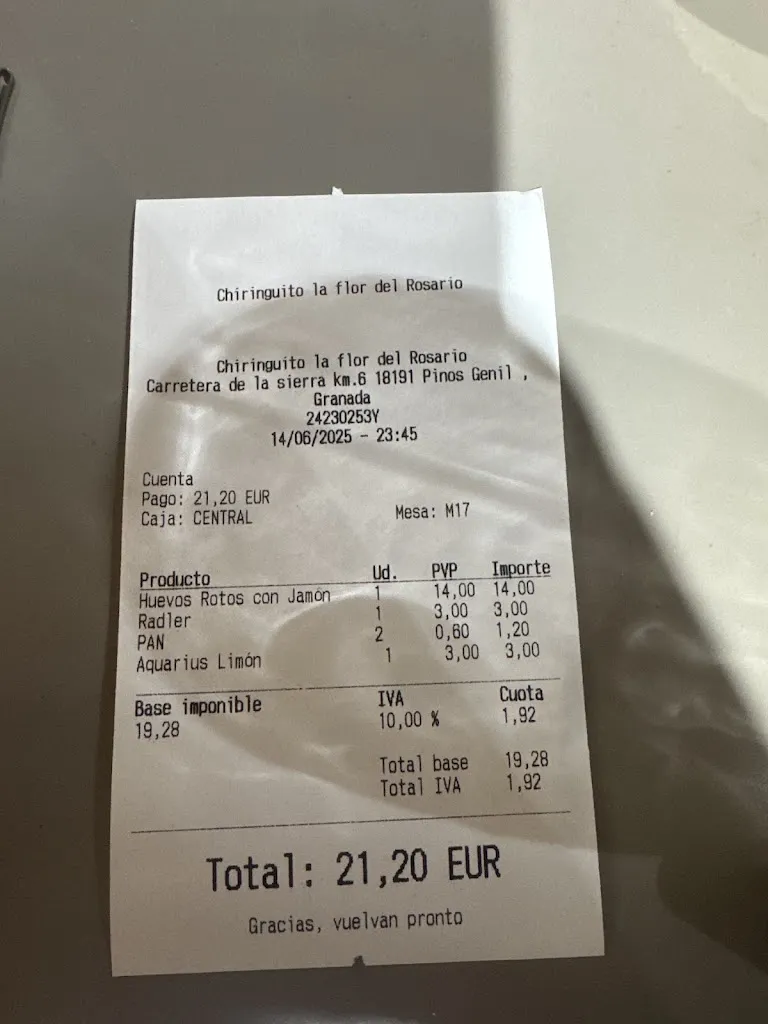 Chiringuito la flor del Rosario
Chiringuito la flor del Rosario
Carretera de la sierra km.6 18191 Pinos Genil ,
Granada
24230253Y
14/06/2025 - 23:45
Cuenta
Pago: 21,20 EUR
Caja: CENTRAL Mesa: M17
Producto Ud. PVP Importe
Huevos Rotos con Jamón 1 14,00 14,00
Radler 1 3,00 3,00
PAN 2 0,60 1,20
Aquarius Limón 1 3,00 3,00
Base imponible IVA Cuota
19,28 10,00 % 1,92
Total base 19,28
Total IVA 1,92
Total: 21,20 EUR
Gracias, vuelvan pronto